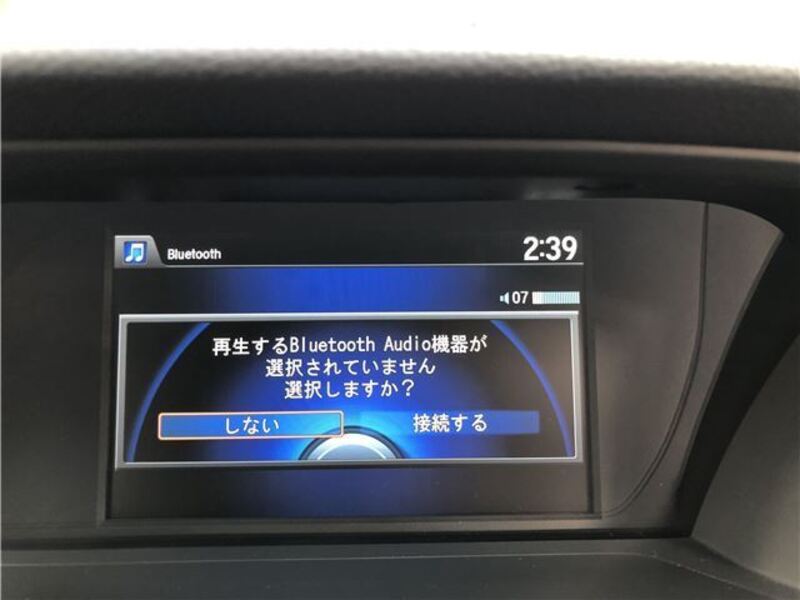 Bluetooth
2:39
07
再生するBluetooth Audio機器が
選択されていません
選択しますか?
しない
接続する